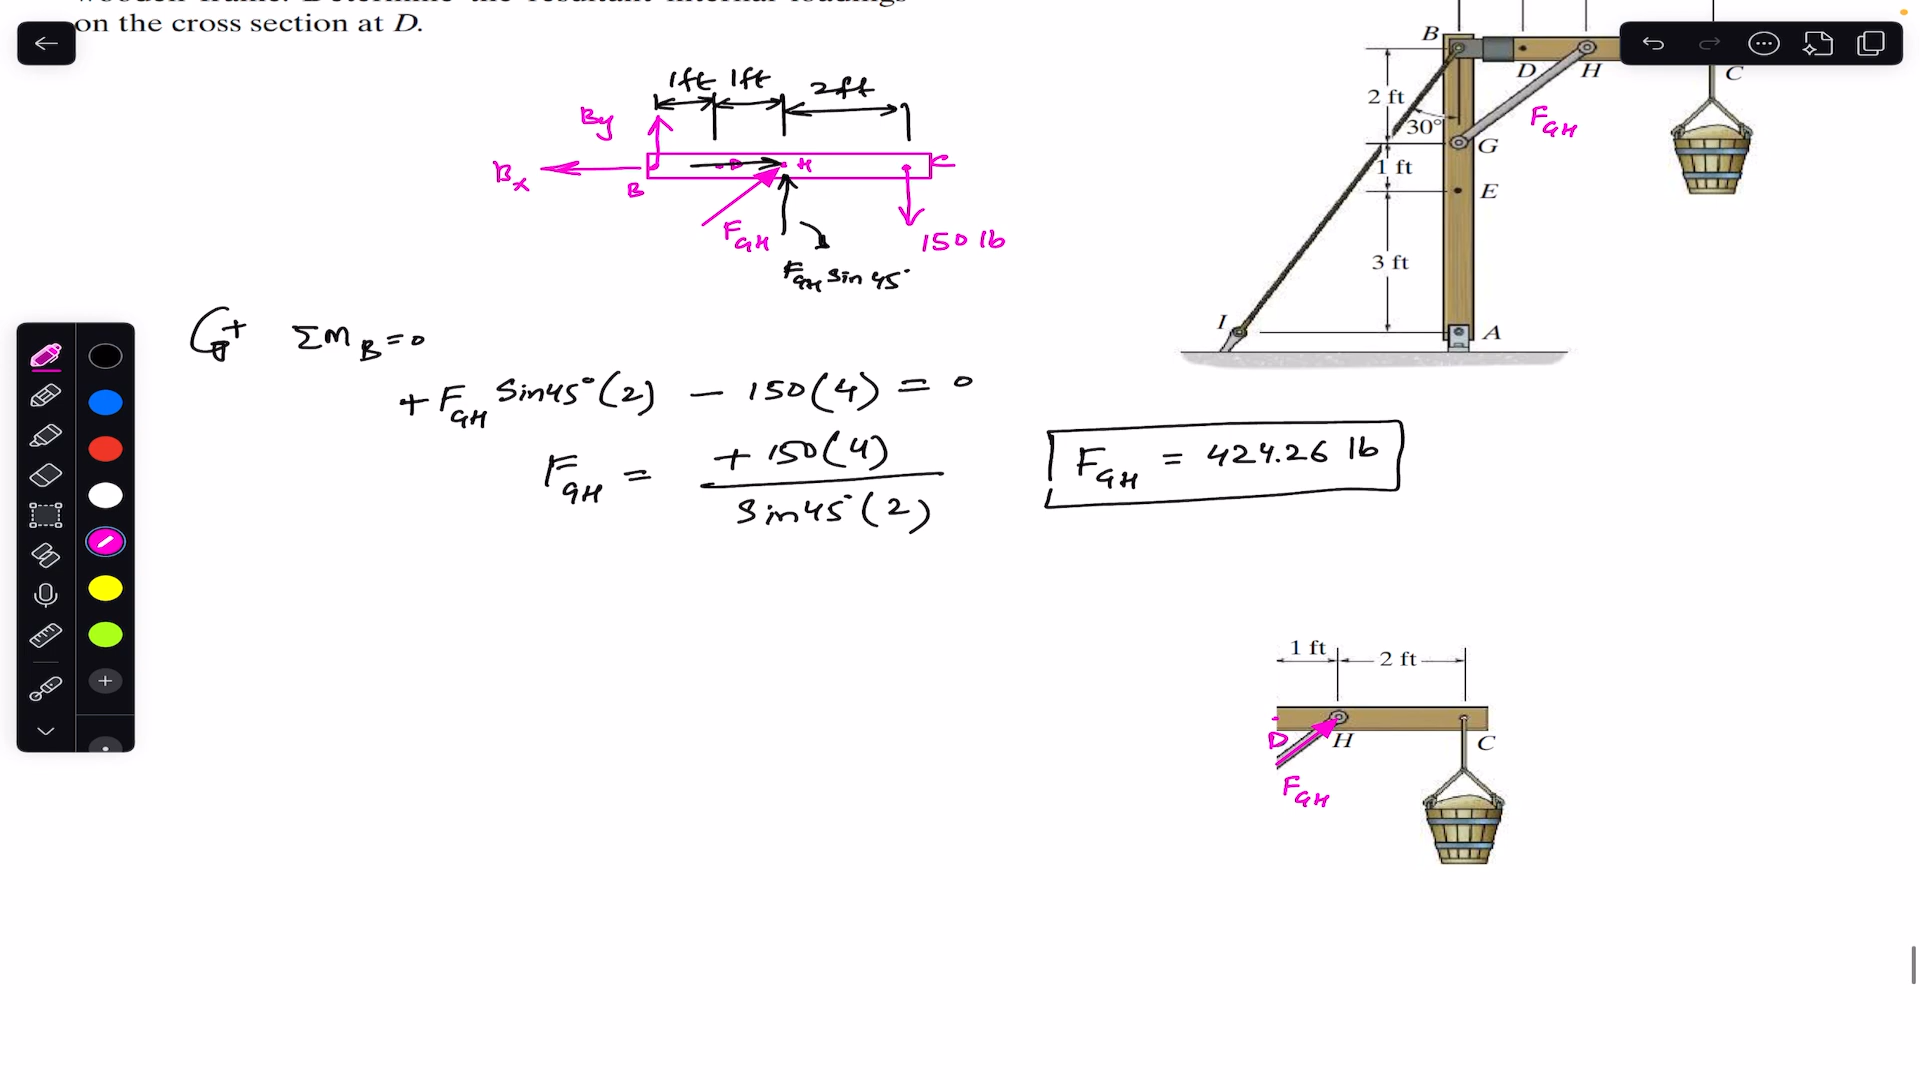 on the cross section at D.
1ft 1ft 2ft
By
Bx
B
D
H
C
FGH
150 lb
FGH Sin 45°
B
D
H
C
2 ft
30°
FGH
G
1 ft
E
3 ft
I
A
+ ΣMB=0
+ FGH Sin45°(2) – 150(4) = 0
FGH = + 150(4) / Sin45°(2)
FGH = 424.26 lb
1 ft
2 ft
D
H
C
FGH